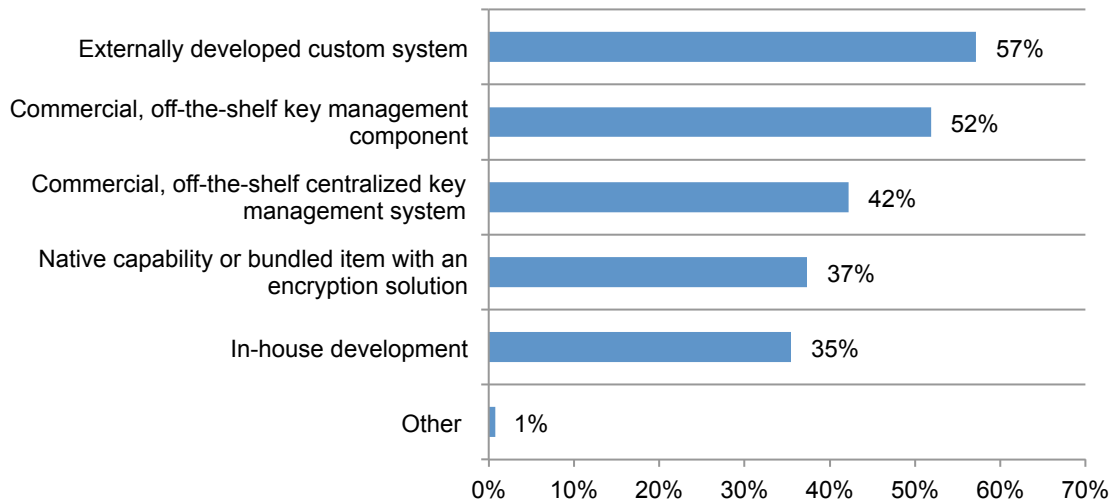 Externally developed custom system
57%
Commercial, off-the-shelf key management
component
52%
Commercial, off-the-shelf centralized key
management system
42%
Native capability or bundled item with an
encryption solution
37%
In-house development
35%
Other
1%
0% 10% 20% 30% 40% 50% 60% 70%